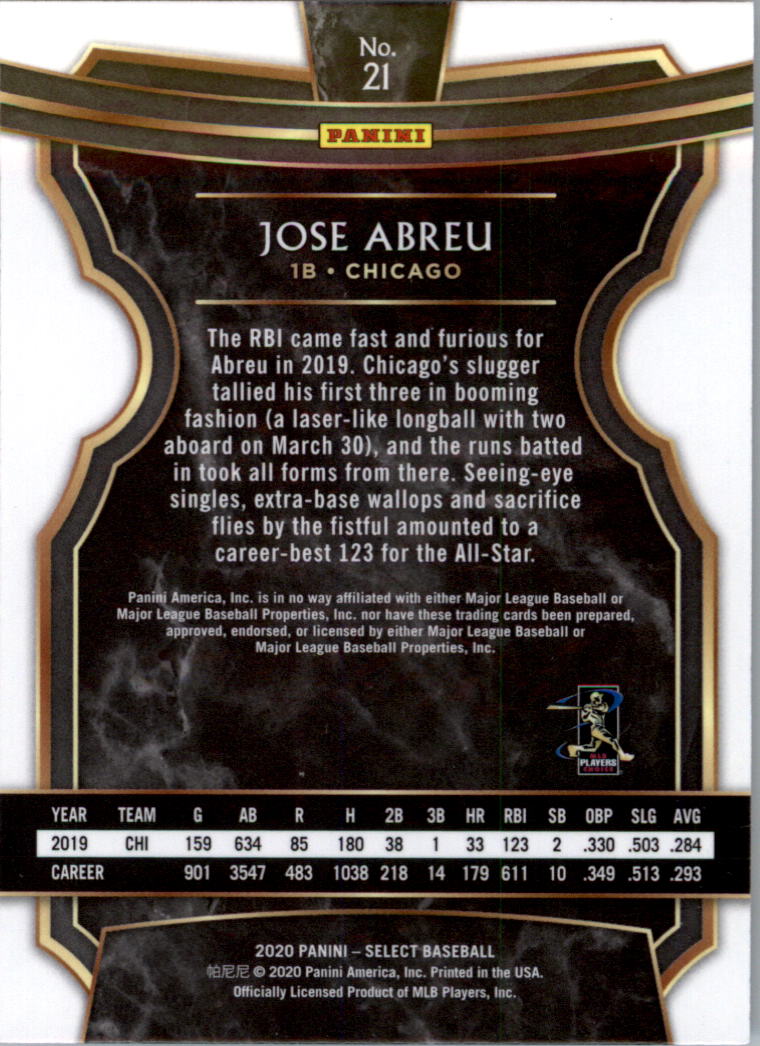 No.
21
PANINI
JOSE ABREU
1B • CHICAGO
The RBI came fast and furious for
Abreu in 2019. Chicago's slugger
tallied his first three in booming
fashion (a laser-like longball with two
aboard on March 30), and the runs batted
in took all forms from there. Seeing-eye
singles, extra-base wallops and sacrifice
flies by the fistful amounted to a
career-best 123 for the All-Star.
Panini America, Inc. is in no way affiliated with either Major League Baseball or
Major League Baseball Properties, Inc. nor have these trading cards been prepared,
approved, endorsed, or licensed by either Major League Baseball or
Major League Baseball Properties, Inc.
MLB
PLAYERS
CHOICE
YEAR TEAM G AB R H 2B 3B HR RBI SB OBP SLG AVG
2019 CHI 159 634 85 180 38 1 33 123 2 .330 .503 .284
CAREER 901 3547 483 1038 218 14 179 611 10 .349 .513 .293
2020 PANINI – SELECT BASEBALL
帕尼尼 © 2020 Panini America, Inc. Printed in the USA.
Officially Licensed Product of MLB Players, Inc.